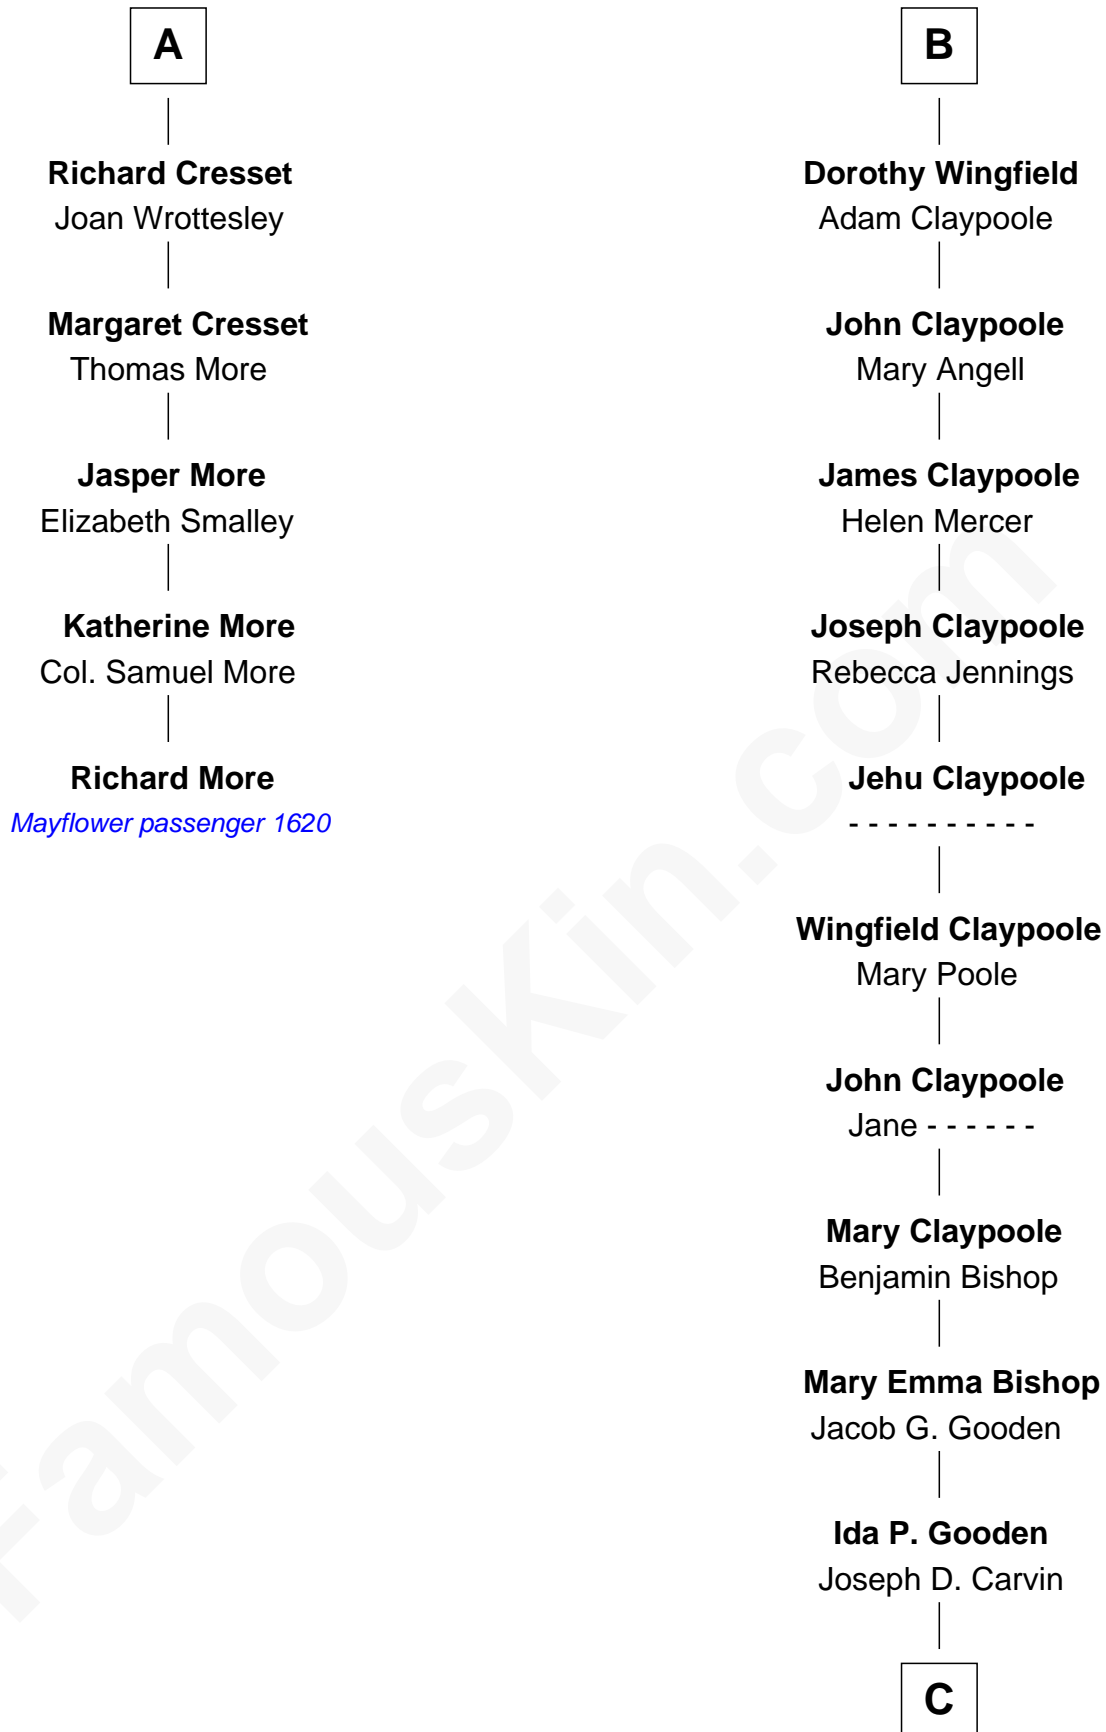 A
Richard Cresset
Joan Wrottesley
Margaret Cresset
Thomas More
Jasper More
Elizabeth Smalley
Katherine More
Col. Samuel More
Richard More
Mayflower passenger 1620
B
Dorothy Wingfield
Adam Claypoole
John Claypoole
Mary Angell
James Claypoole
Helen Mercer
Joseph Claypoole
Rebecca Jennings
Jehu Claypoole
- - - - - - - - - -
Wingfield Claypoole
Mary Poole
John Claypoole
Jane - - - - - -
Mary Claypoole
Benjamin Bishop
Mary Emma Bishop
Jacob G. Gooden
Ida P. Gooden
Joseph D. Carvin
C
FamousKin.com